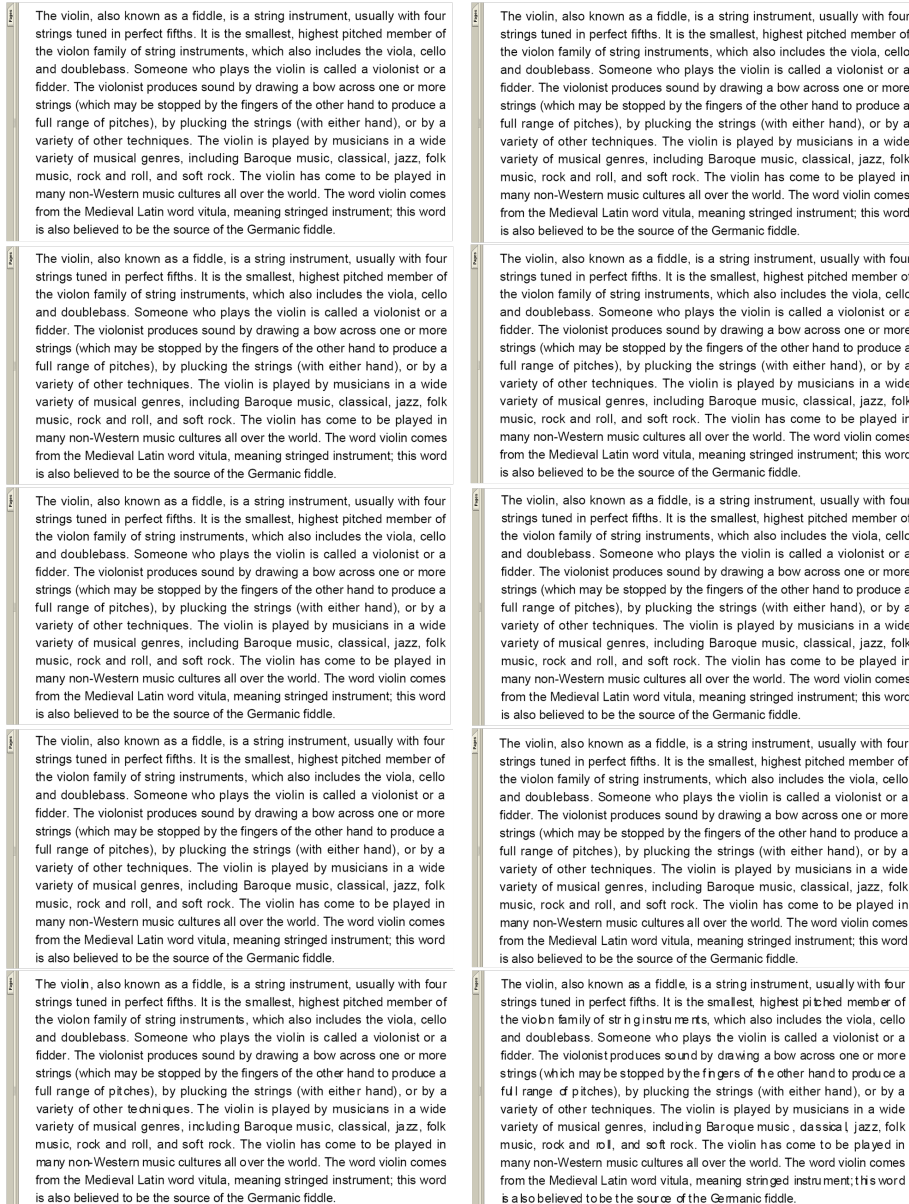 Pages
The violin, also known as a fiddle, is a string instrument, usually with four
strings tuned in perfect fifths. It is the smallest, highest pitched member of
the violon family of string instruments, which also includes the viola, cello
and doublebass. Someone who plays the violin is called a violonist or a
fidder. The violonist produces sound by drawing a bow across one or more
strings (which may be stopped by the fingers of the other hand to produce a
full range of pitches), by plucking the strings (with either hand), or by a
variety of other techniques. The violin is played by musicians in a wide
variety of musical genres, including Baroque music, classical, jazz, folk
music, rock and roll, and soft rock. The violin has come to be played in
many non-Western music cultures all over the world. The word violin comes
from the Medieval Latin word vitula, meaning stringed instrument; this word
is also believed to be the source of the Germanic fiddle.
Pages
The violin, also known as a fiddle, is a string instrument, usually with four
strings tuned in perfect fifths. It is the smallest, highest pitched member of
the violon family of string instruments, which also includes the viola, cello
and doublebass. Someone who plays the violin is called a violonist or a
fidder. The violonist produces sound by drawing a bow across one or more
strings (which may be stopped by the fingers of the other hand to produce a
full range of pitches), by plucking the strings (with either hand), or by a
variety of other techniques. The violin is played by musicians in a wide
variety of musical genres, including Baroque music, classical, jazz, folk
music, rock and roll, and soft rock. The violin has come to be played in
many non-Western music cultures all over the world. The word violin comes
from the Medieval Latin word vitula, meaning stringed instrument; this word
is also believed to be the source of the Germanic fiddle.
Pages
The violin, also known as a fiddle, is a string instrument, usually with four
strings tuned in perfect fifths. It is the smallest, highest pitched member of
the violon family of string instruments, which also includes the viola, cello
and doublebass. Someone who plays the violin is called a violonist or a
fidder. The violonist produces sound by drawing a bow across one or more
strings (which may be stopped by the fingers of the other hand to produce a
full range of pitches), by plucking the strings (with either hand), or by a
variety of other techniques. The violin is played by musicians in a wide
variety of musical genres, including Baroque music, classical, jazz, folk
music, rock and roll, and soft rock. The violin has come to be played in
many non-Western music cultures all over the world. The word violin comes
from the Medieval Latin word vitula, meaning stringed instrument; this word
is also believed to be the source of the Germanic fiddle.
Pages
The violin, also known as a fiddle, is a string instrument, usually with four
strings tuned in perfect fifths. It is the smallest, highest pitched member of
the violon family of string instruments, which also includes the viola, cello
and doublebass. Someone who plays the violin is called a violonist or a
fidder. The violonist produces sound by drawing a bow across one or more
strings (which may be stopped by the fingers of the other hand to produce a
full range of pitches), by plucking the strings (with either hand), or by a
variety of other techniques. The violin is played by musicians in a wide
variety of musical genres, including Baroque music, classical, jazz, folk
music, rock and roll, and soft rock. The violin has come to be played in
many non-Western music cultures all over the world. The word violin comes
from the Medieval Latin word vitula, meaning stringed instrument; this word
is also believed to be the source of the Germanic fiddle.
Pages
The violin, also known as a fiddle, is a string instrument, usually with four
strings tuned in perfect fifths. It is the smallest, highest pitched member of
the violon family of string instruments, which also includes the viola, cello
and doublebass. Someone who plays the violin is called a violonist or a
fidder. The violonist produces sound by drawing a bow across one or more
strings (which may be stopped by the fingers of the other hand to produce a
full range of pitches), by plucking the strings (with either hand), or by a
variety of other techniques. The violin is played by musicians in a wide
variety of musical genres, including Baroque music, classical, jazz, folk
music, rock and roll, and soft rock. The violin has come to be played in
many non-Western music cultures all over the world. The word violin comes
from the Medieval Latin word vitula, meaning stringed instrument; this word
is also believed to be the source of the Germanic fiddle.
Pages
The violin, also known as a fiddle, is a string instrument, usually with four
strings tuned in perfect fifths. It is the smallest, highest pitched member of
the violon family of string instruments, which also includes the viola, cello
and doublebass. Someone who plays the violin is called a violonist or a
fidder. The violonist produces sound by drawing a bow across one or more
strings (which may be stopped by the fingers of the other hand to produce a
full range of pitches), by plucking the strings (with either hand), or by a
variety of other techniques. The violin is played by musicians in a wide
variety of musical genres, including Baroque music, classical, jazz, folk
music, rock and roll, and soft rock. The violin has come to be played in
many non-Western music cultures all over the world. The word violin comes
from the Medieval Latin word vitula, meaning stringed instrument; this word
is also believed to be the source of the Germanic fiddle.
Pages
The violin, also known as a fiddle, is a string instrument, usually with four
strings tuned in perfect fifths. It is the smallest, highest pitched member of
the violon family of string instruments, which also includes the viola, cello
and doublebass. Someone who plays the violin is called a violonist or a
fidder. The violonist produces sound by drawing a bow across one or more
strings (which may be stopped by the fingers of the other hand to produce a
full range of pitches), by plucking the strings (with either hand), or by a
variety of other techniques. The violin is played by musicians in a wide
variety of musical genres, including Baroque music, classical, jazz, folk
music, rock and roll, and soft rock. The violin has come to be played in
many non-Western music cultures all over the world. The word violin comes
from the Medieval Latin word vitula, meaning stringed instrument; this word
is also believed to be the source of the Germanic fiddle.
Pages
The violin, also known as a fiddle, is a string instrument, usually with four
strings tuned in perfect fifths. It is the smallest, highest pitched member of
the violon family of string instruments, which also includes the viola, cello
and doublebass. Someone who plays the violin is called a violonist or a
fidder. The violonist produces sound by drawing a bow across one or more
strings (which may be stopped by the fingers of the other hand to produce a
full range of pitches), by plucking the strings (with either hand), or by a
variety of other techniques. The violin is played by musicians in a wide
variety of musical genres, including Baroque music, classical, jazz, folk
music, rock and roll, and soft rock. The violin has come to be played in
many non-Western music cultures all over the world. The word violin comes
from the Medieval Latin word vitula, meaning stringed instrument; this word
is also believed to be the source of the Germanic fiddle.
Pages
The violin, also known as a fiddle, is a string instrument, usually with four
strings tuned in perfect fifths. It is the smallest, highest pitched member of
the violon family of string instruments, which also includes the viola, cello
and doublebass. Someone who plays the violin is called a violonist or a
fidder. The violonist produces sound by drawing a bow across one or more
strings (which may be stopped by the fingers of the other hand to produce a
full range of pitches), by plucking the strings (with either hand), or by a
variety of other techniques. The violin is played by musicians in a wide
variety of musical genres, including Baroque music, classical, jazz, folk
music, rock and roll, and soft rock. The violin has come to be played in
many non-Western music cultures all over the world. The word violin comes
from the Medieval Latin word vitula, meaning stringed instrument; this word
is also believed to be the source of the Germanic fiddle.
Pages
The violin, also known as a fiddle, is a string instrument, usually with four
strings tuned in perfect fifths. It is the smallest, highest pitched member of
the violon family of string instruments, which also includes the viola, cello
and doublebass. Someone who plays the violin is called a violonist or a
fidder. The violonist produces sound by drawing a bow across one or more
strings (which may be stopped by the fingers of the other hand to produce a
full range of pitches), by plucking the strings (with either hand), or by a
variety of other techniques. The violin is played by musicians in a wide
variety of musical genres, including Baroque music, classical, jazz, folk
music, rock and roll, and soft rock. The violin has come to be played in
many non-Western music cultures all over the world. The word violin comes
from the Medieval Latin word vitula, meaning stringed instrument; this word
is also believed to be the source of the Germanic fiddle.